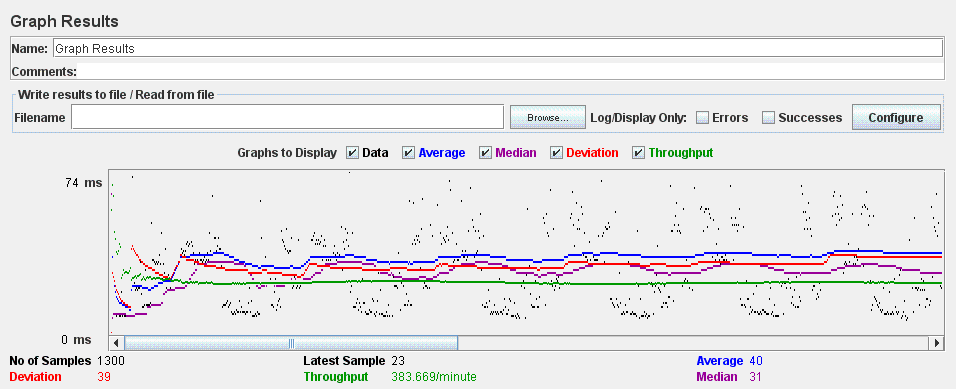 Graph Results
Name: Graph Results
Comments:
Write results to file / Read from file
Filename Browse... Log/Display Only: Errors Successes Configure
Graphs to Display Data Average Median Deviation Throughput
74 ms
0 ms
No of Samples 1300 Latest Sample 23 Average 40
Deviation 39 Throughput 383.669/minute Median 31